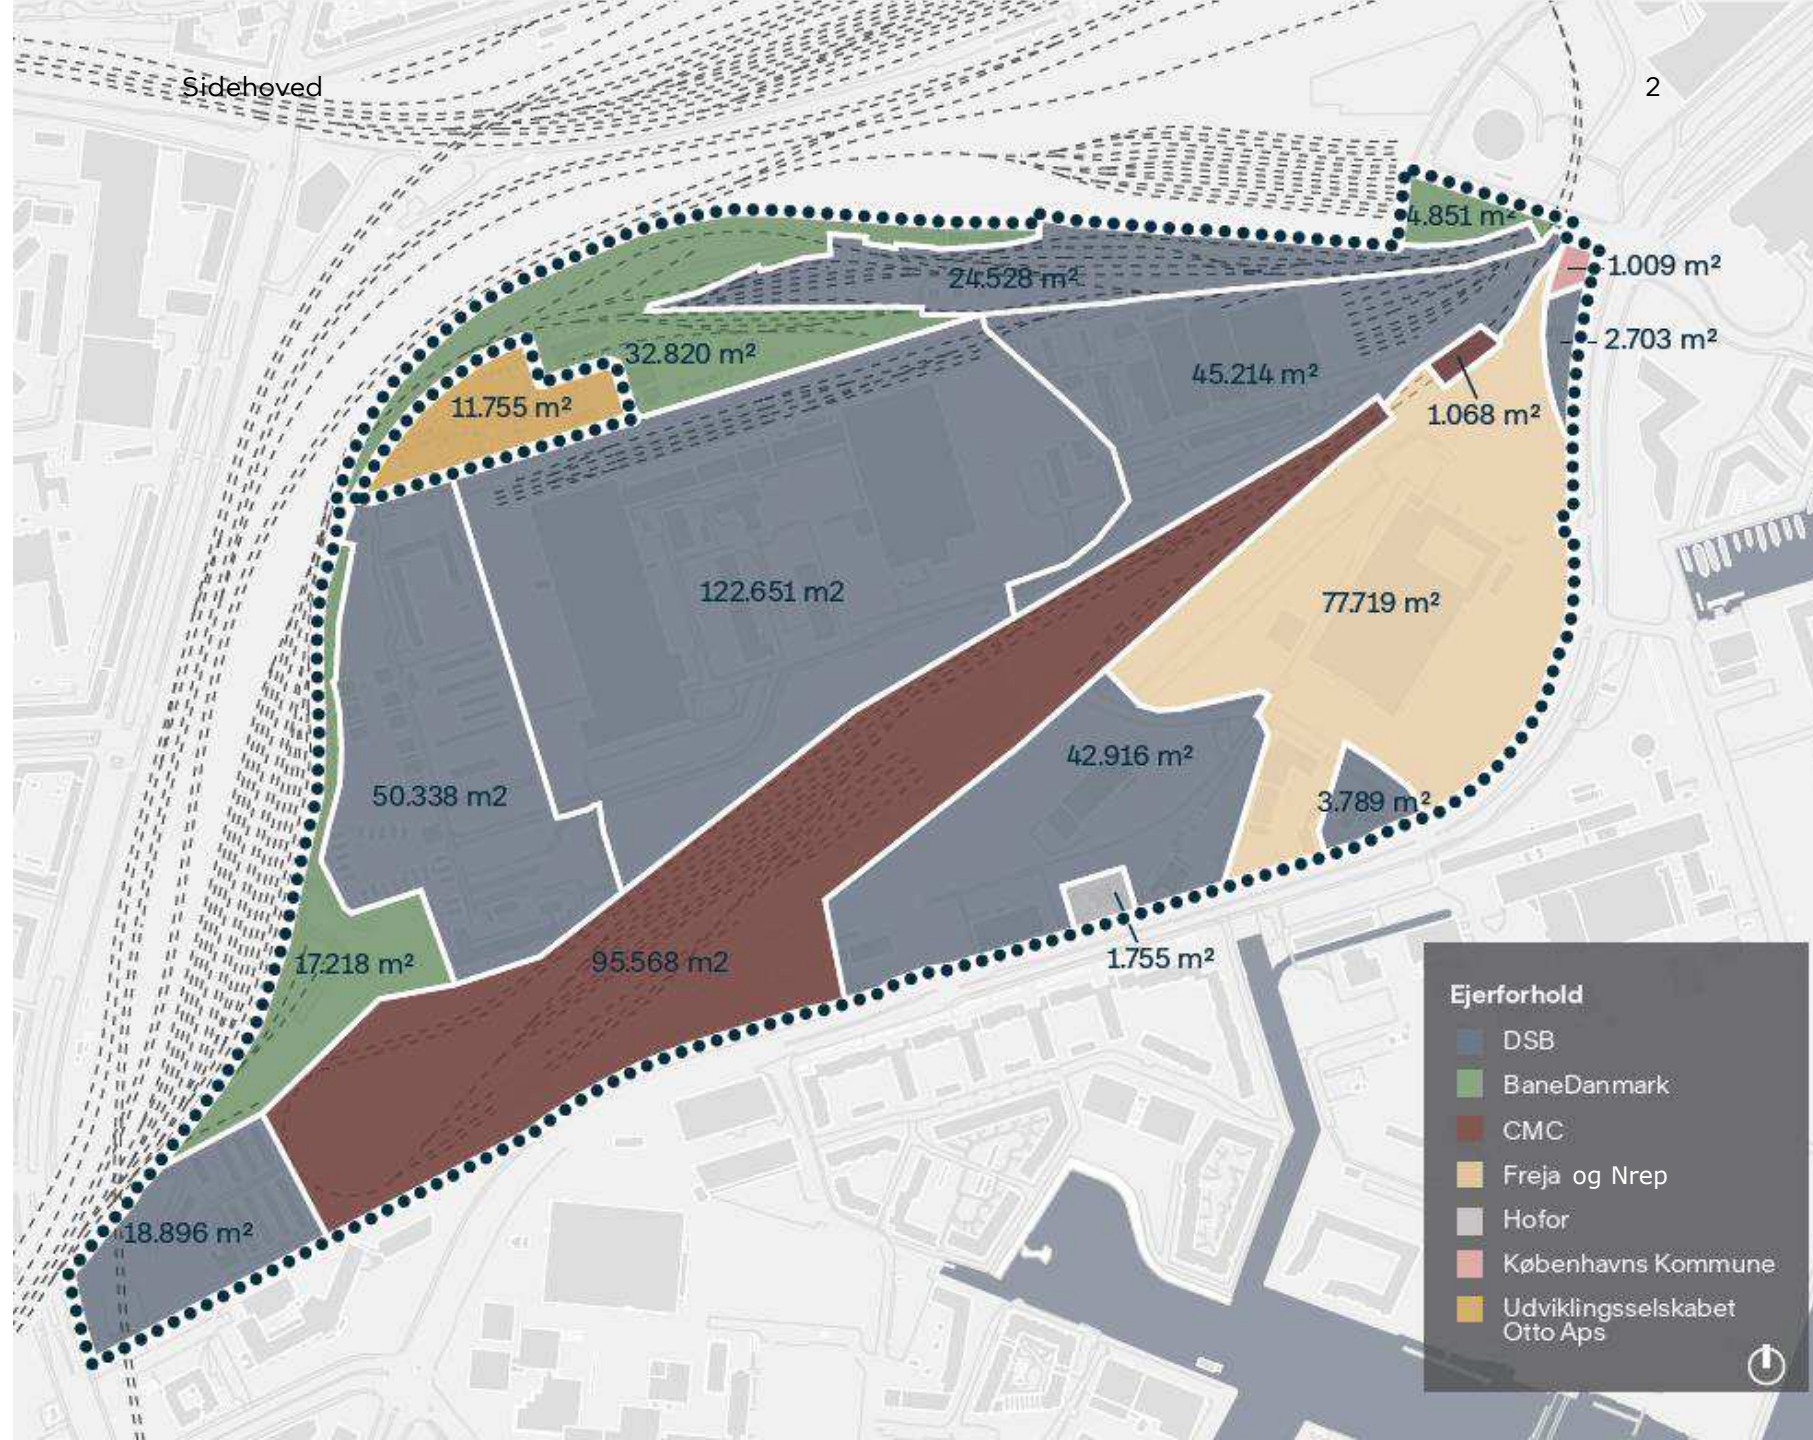 Sidehoved
2
4.851 m²
1.009 m²
24.528 m²
2.703 m²
32.820 m²
45.214 m²
11.755 m²
1.068 m²
122.651 m2
77.719 m²
42.916 m²
50.338 m2
3.789 m²
17.218 m²
95.568 m2
1.755 m²
18.896 m²
Ejerforhold
DSB
BaneDanmark
CMC
Freja og Nrep
Hofor
Københavns Kommune
Udviklingsselskabet
Otto Aps